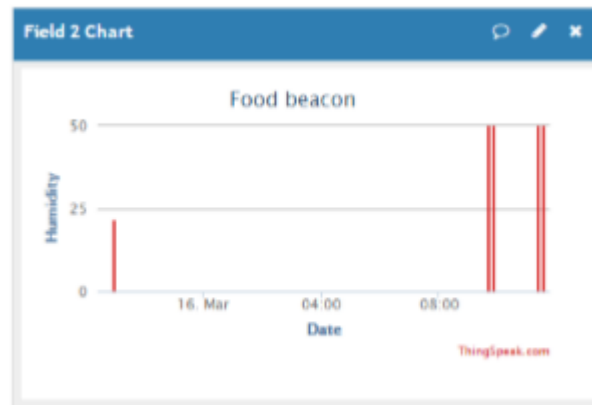 Field 2 Chart
Food beacon
50
25
0
Humidity
16. Mar 04:00 08:00
Date
ThingSpeak.com